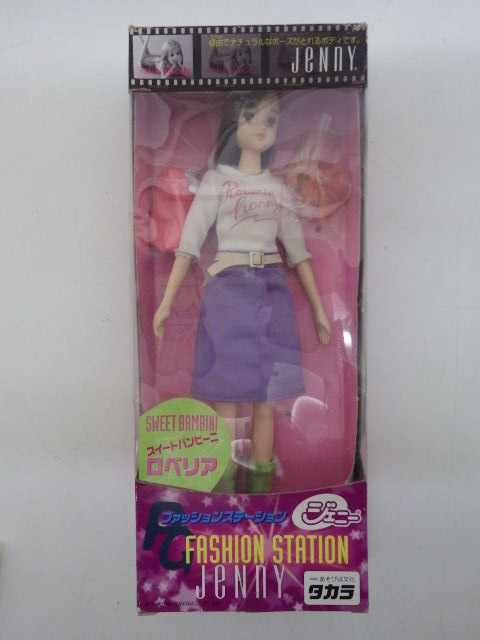 自由でナチュラルなポーズがとれるボディです。
JeNNY
SWEET BAMBINI
スイートバンビーニ
ロベリア
ファッションステーション
ジェニー
FASHION STATION
JeNNY
あそびは文化
タカラ